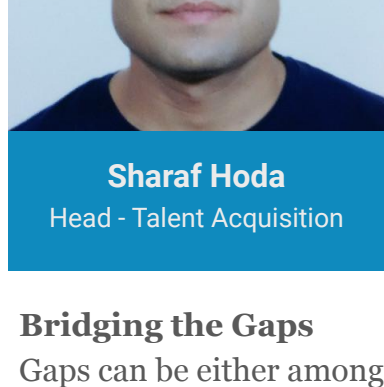 Sharaf Hoda
Head - Talent Acquisition
Bridging the Gaps
Gaps can be either among